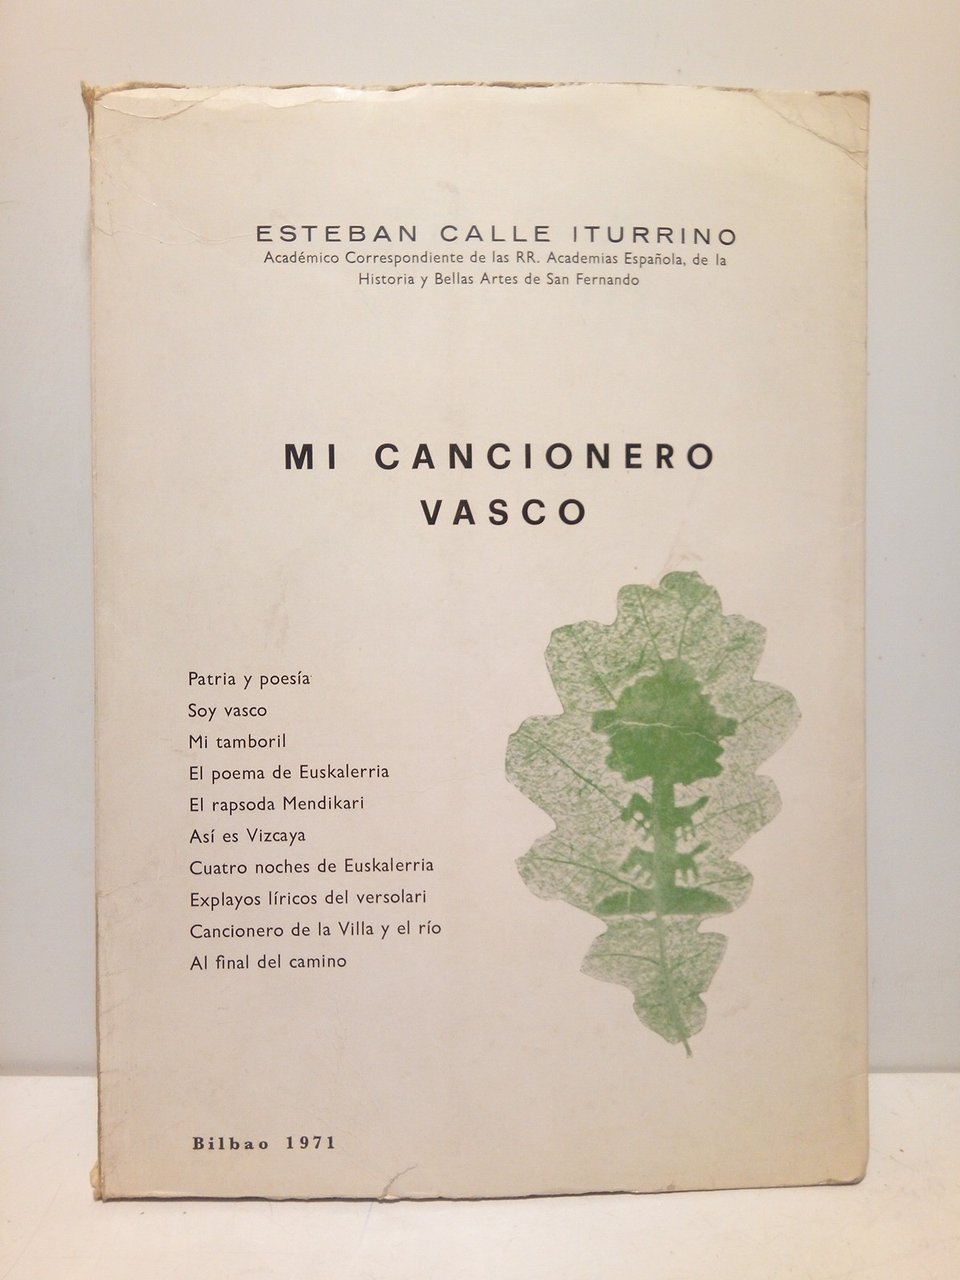 ESTEBAN CALLE ITURRINO
Académico Correspondiente de las RR. Academias Española, de la
Historia y Bellas Artes de San Fernando
MI CANCIONERO
VASCO
Patria y poesía
Soy vasco
Mi tamboril
El poema de Euskalerria
El rapsoda Mendikari
Así es Vizcaya
Cuatro noches de Euskalerria
Explayos líricos del versolari
Cancionero de la Villa y el río
Al final del camino
Bilbao 1971